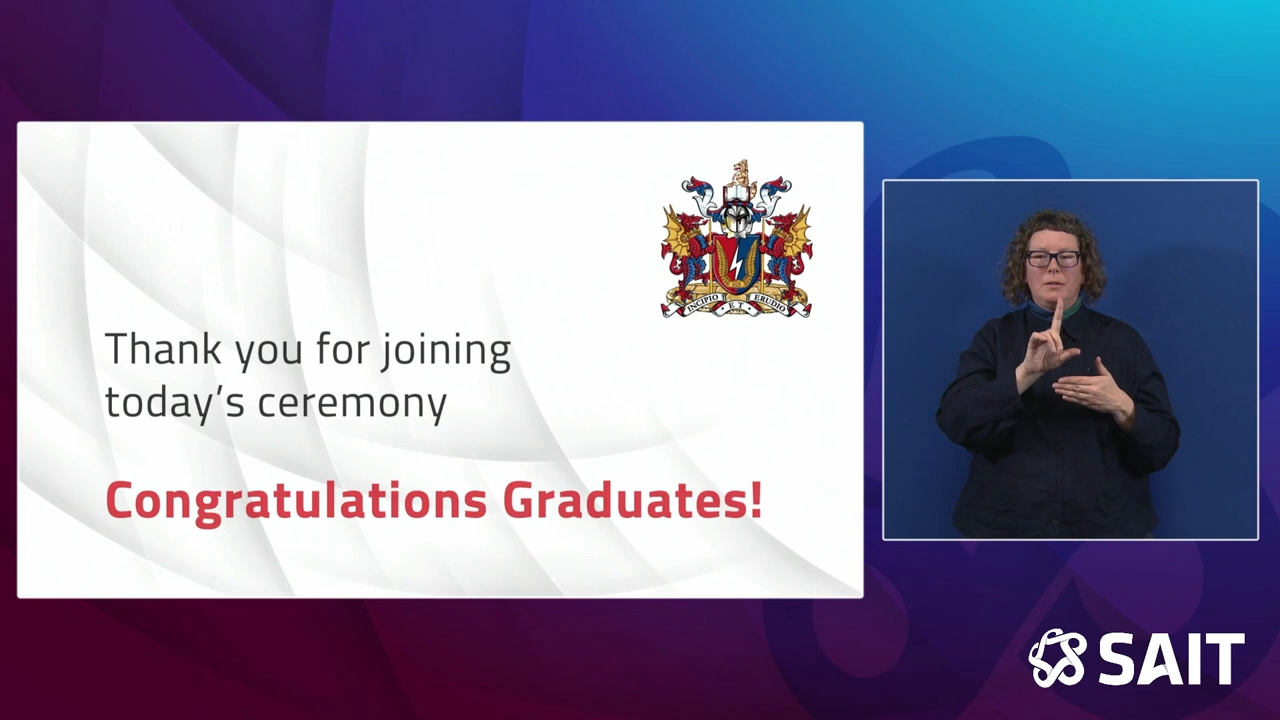 INCIPIO ET ERUDIO
Thank you for joining
today’s ceremony
Congratulations Graduates!
SAIT